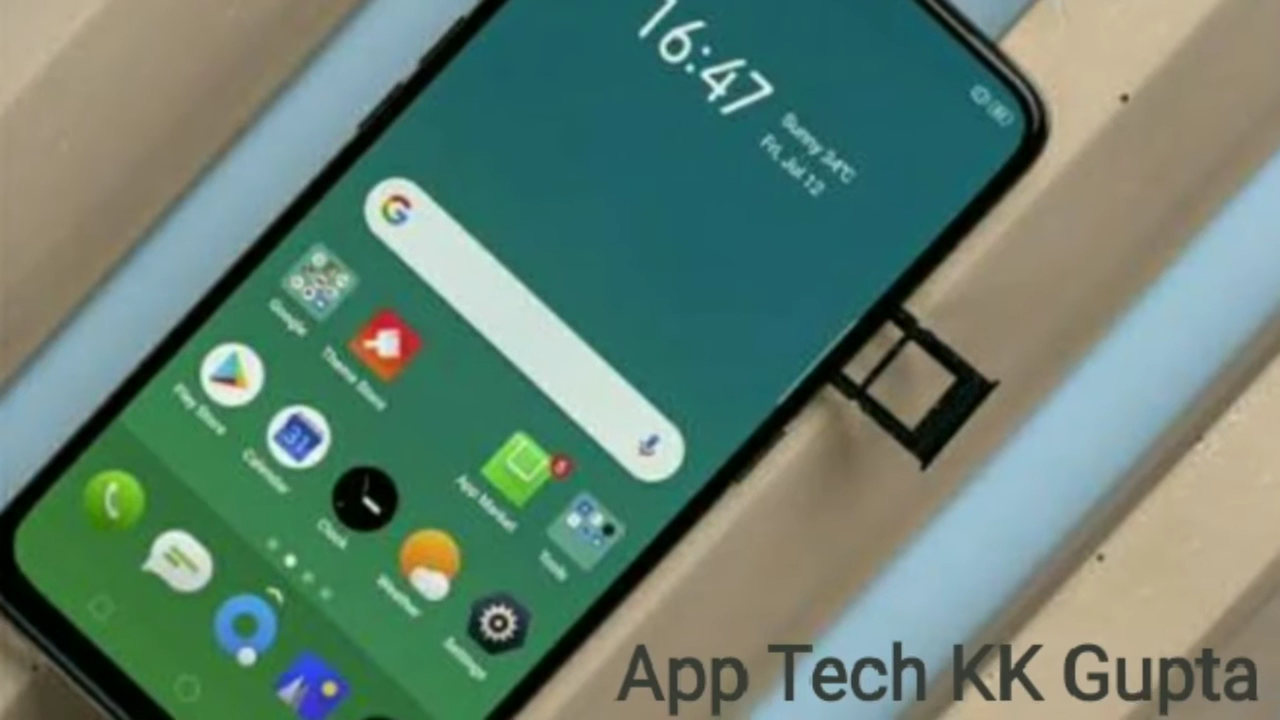 16:47
Sunny 34°C
Fri, Jul 12
Google
Theme Store
Play Store
Calendar
31
Clock
App Market
Tools
Weather
Settings
App Tech KK Gupta